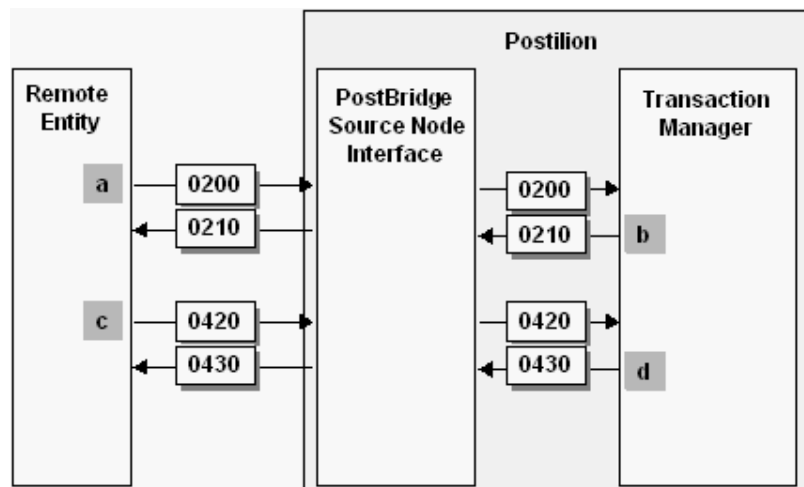 Postilion
Remote
Entity
PostBridge
Source Node
Interface
Transaction
Manager
a
0200
0200
0210
0210
b
c
0420
0420
0430
0430
d